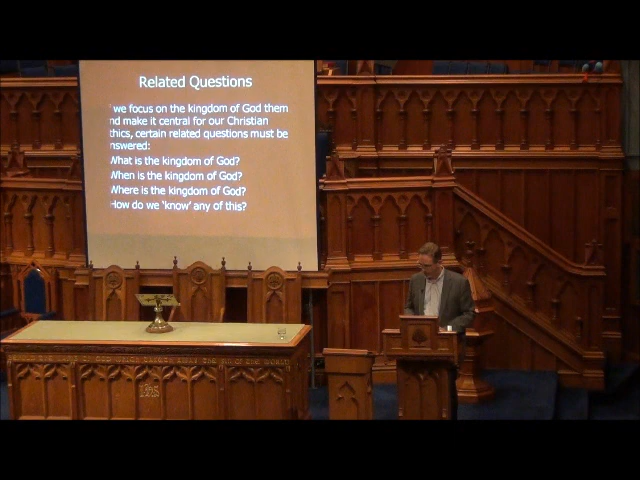 Related Questions
we focus on the kingdom of God them
nd make it central for our Christian
thics, certain related questions must be
nswered:
What is the kingdom of God?
When is the kingdom of God?
Where is the kingdom of God?
How do we 'know' any of this?
IHS